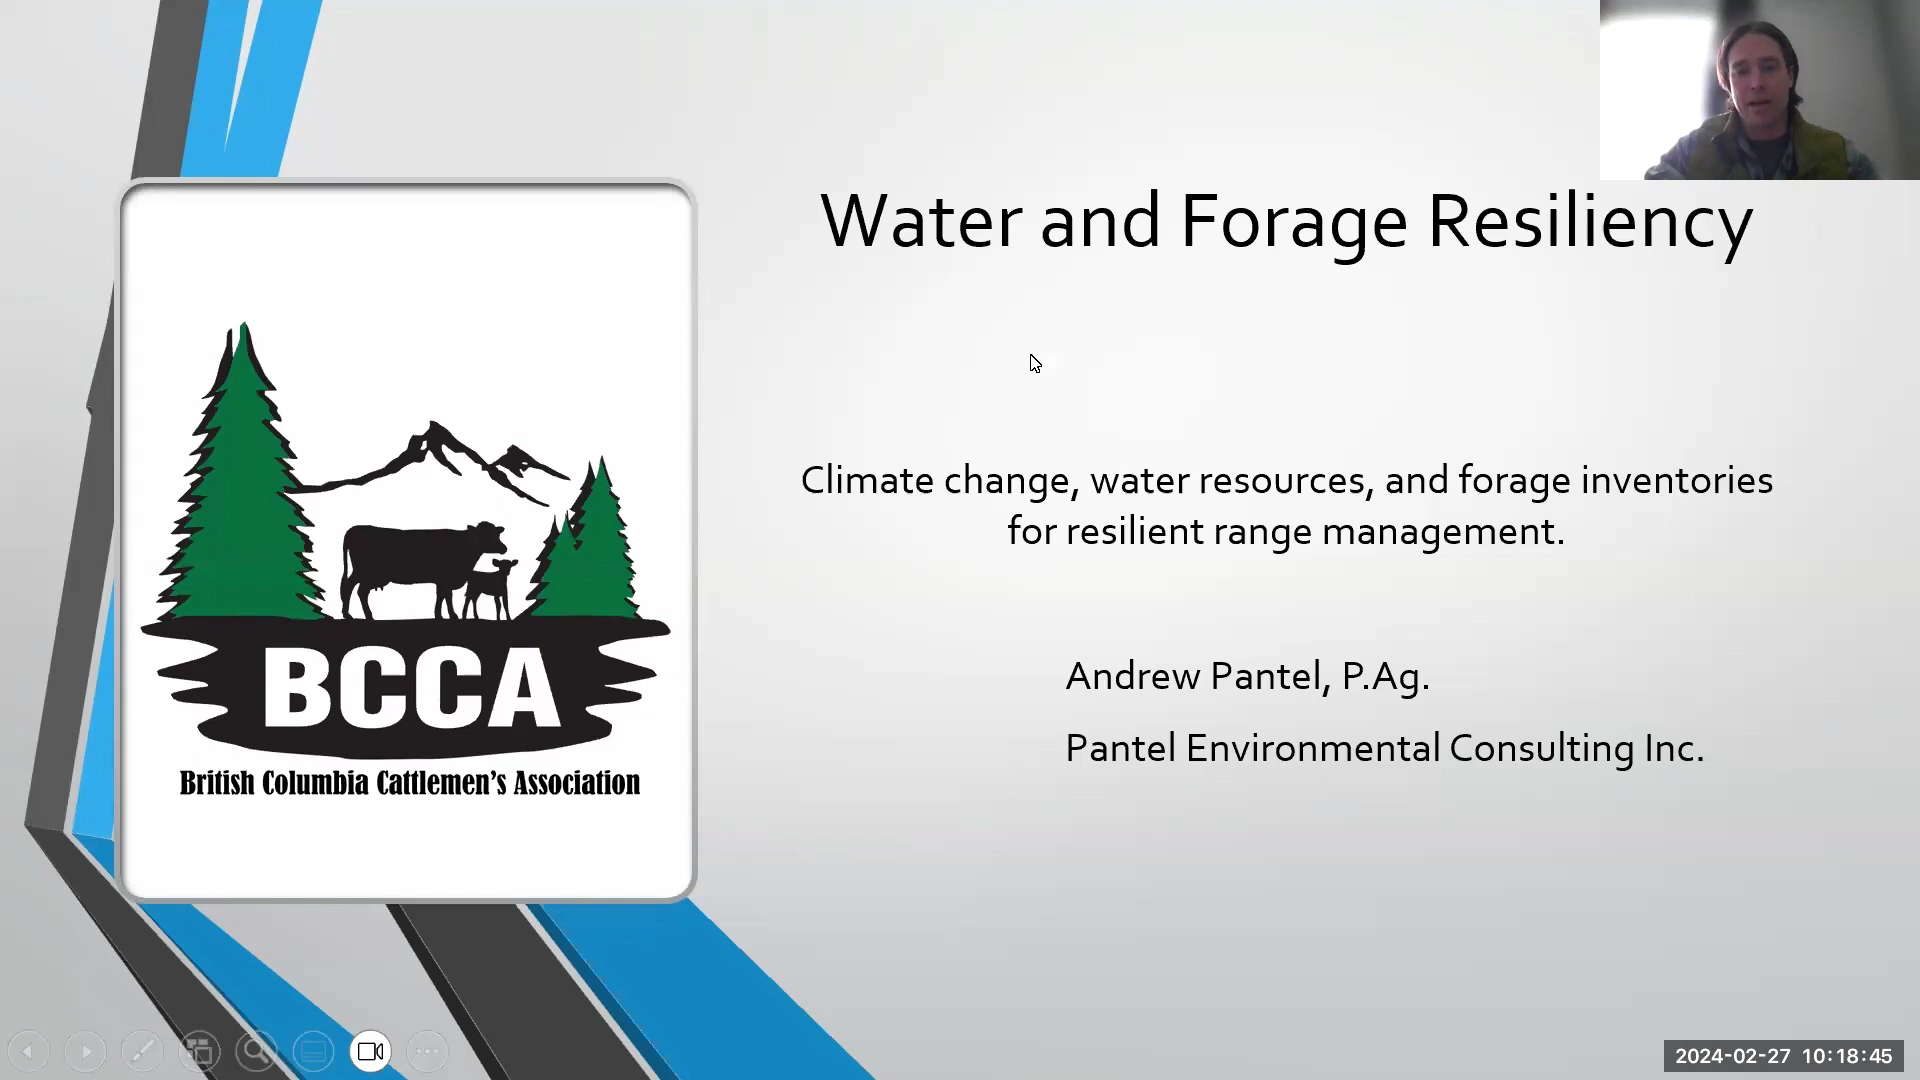 Water and Forage Resiliency
Climate change, water resources, and forage inventories
for resilient range management.
Andrew Pantel, P.Ag.
Pantel Environmental Consulting Inc.
BCCA
British Columbia Cattlemen's Association
2024-02-27 10:18:45